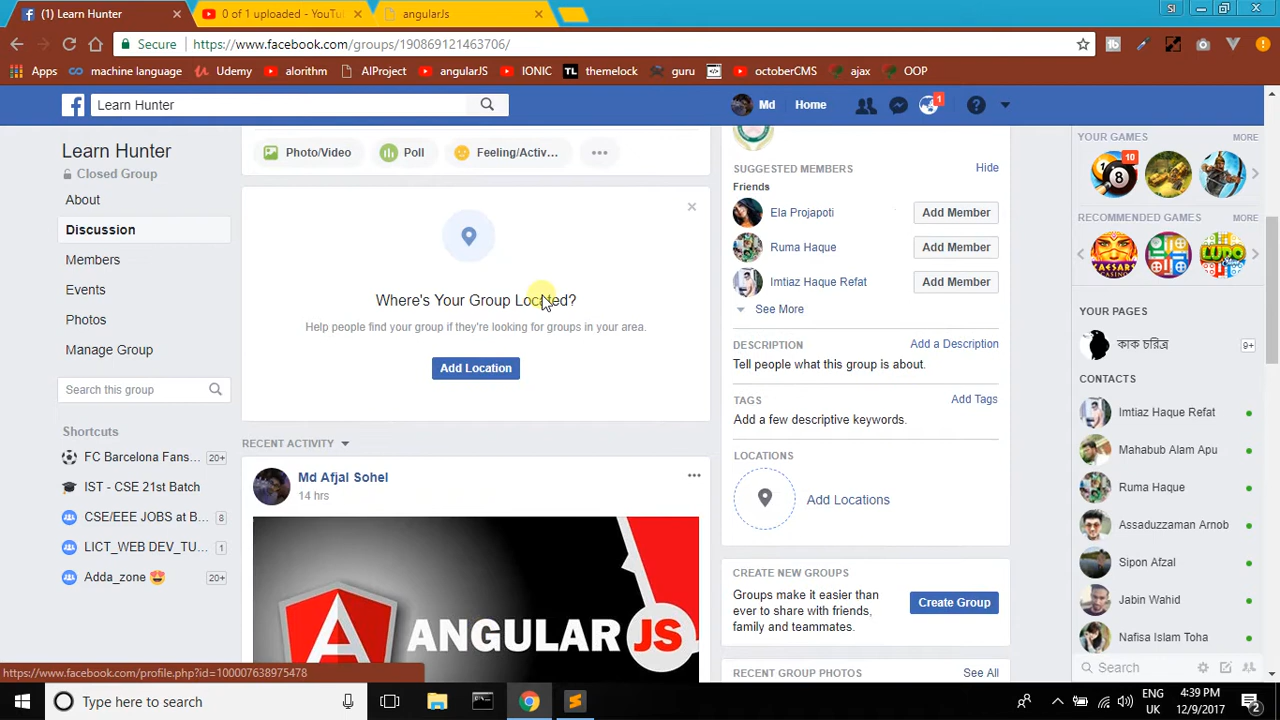 (1) Learn Hunter
0 of 1 uploaded - YouTu
angularJs
SI
Secure
https://www.facebook.com/groups/190869121463706/
Apps
machine language
Udemy
alorithm
AIProject
angularJS
IONIC
TL
themelock
guru
octoberCMS
ajax
OOP
Learn Hunter
Md
Home
1
Learn Hunter
Closed Group
About
Discussion
Members
Events
Photos
Manage Group
Search this group
Shortcuts
FC Barcelona Fans... 20+
IST - CSE 21st Batch
CSE/EEE JOBS at B... 8
LICT_WEB DEV_TU... 1
Adda_zone 😍 20+
Photo/Video
Poll
Feeling/Activ...
Where's Your Group Located?
Help people find your group if they're looking for groups in your area.
Add Location
RECENT ACTIVITY
Md Afjal Sohel
14 hrs
ANGULAR JS
SUGGESTED MEMBERS
Hide
Friends
Ela Projapoti
Add Member
Ruma Haque
Add Member
Imtiaz Haque Refat
Add Member
See More
DESCRIPTION
Add a Description
Tell people what this group is about.
TAGS
Add Tags
Add a few descriptive keywords.
LOCATIONS
Add Locations
CREATE NEW GROUPS
Groups make it easier than
ever to share with friends,
family and teammates.
Create Group
RECENT GROUP PHOTOS
See All
YOUR GAMES
MORE
10
8
RECOMMENDED GAMES
MORE
CAESARS
LUDO
YOUR PAGES
কাক চরিত্র
9+
CONTACTS
Imtiaz Haque Refat
Mahabub Alam Apu
Ruma Haque
Assaduzzaman Arnob
Sipon Afzal
Jabin Wahid
Nafisa Islam Toha
Search
https://www.facebook.com/profile.php?id=100007638975478
Type here to search
ENG
UK
4:39 PM
12/9/2017
2